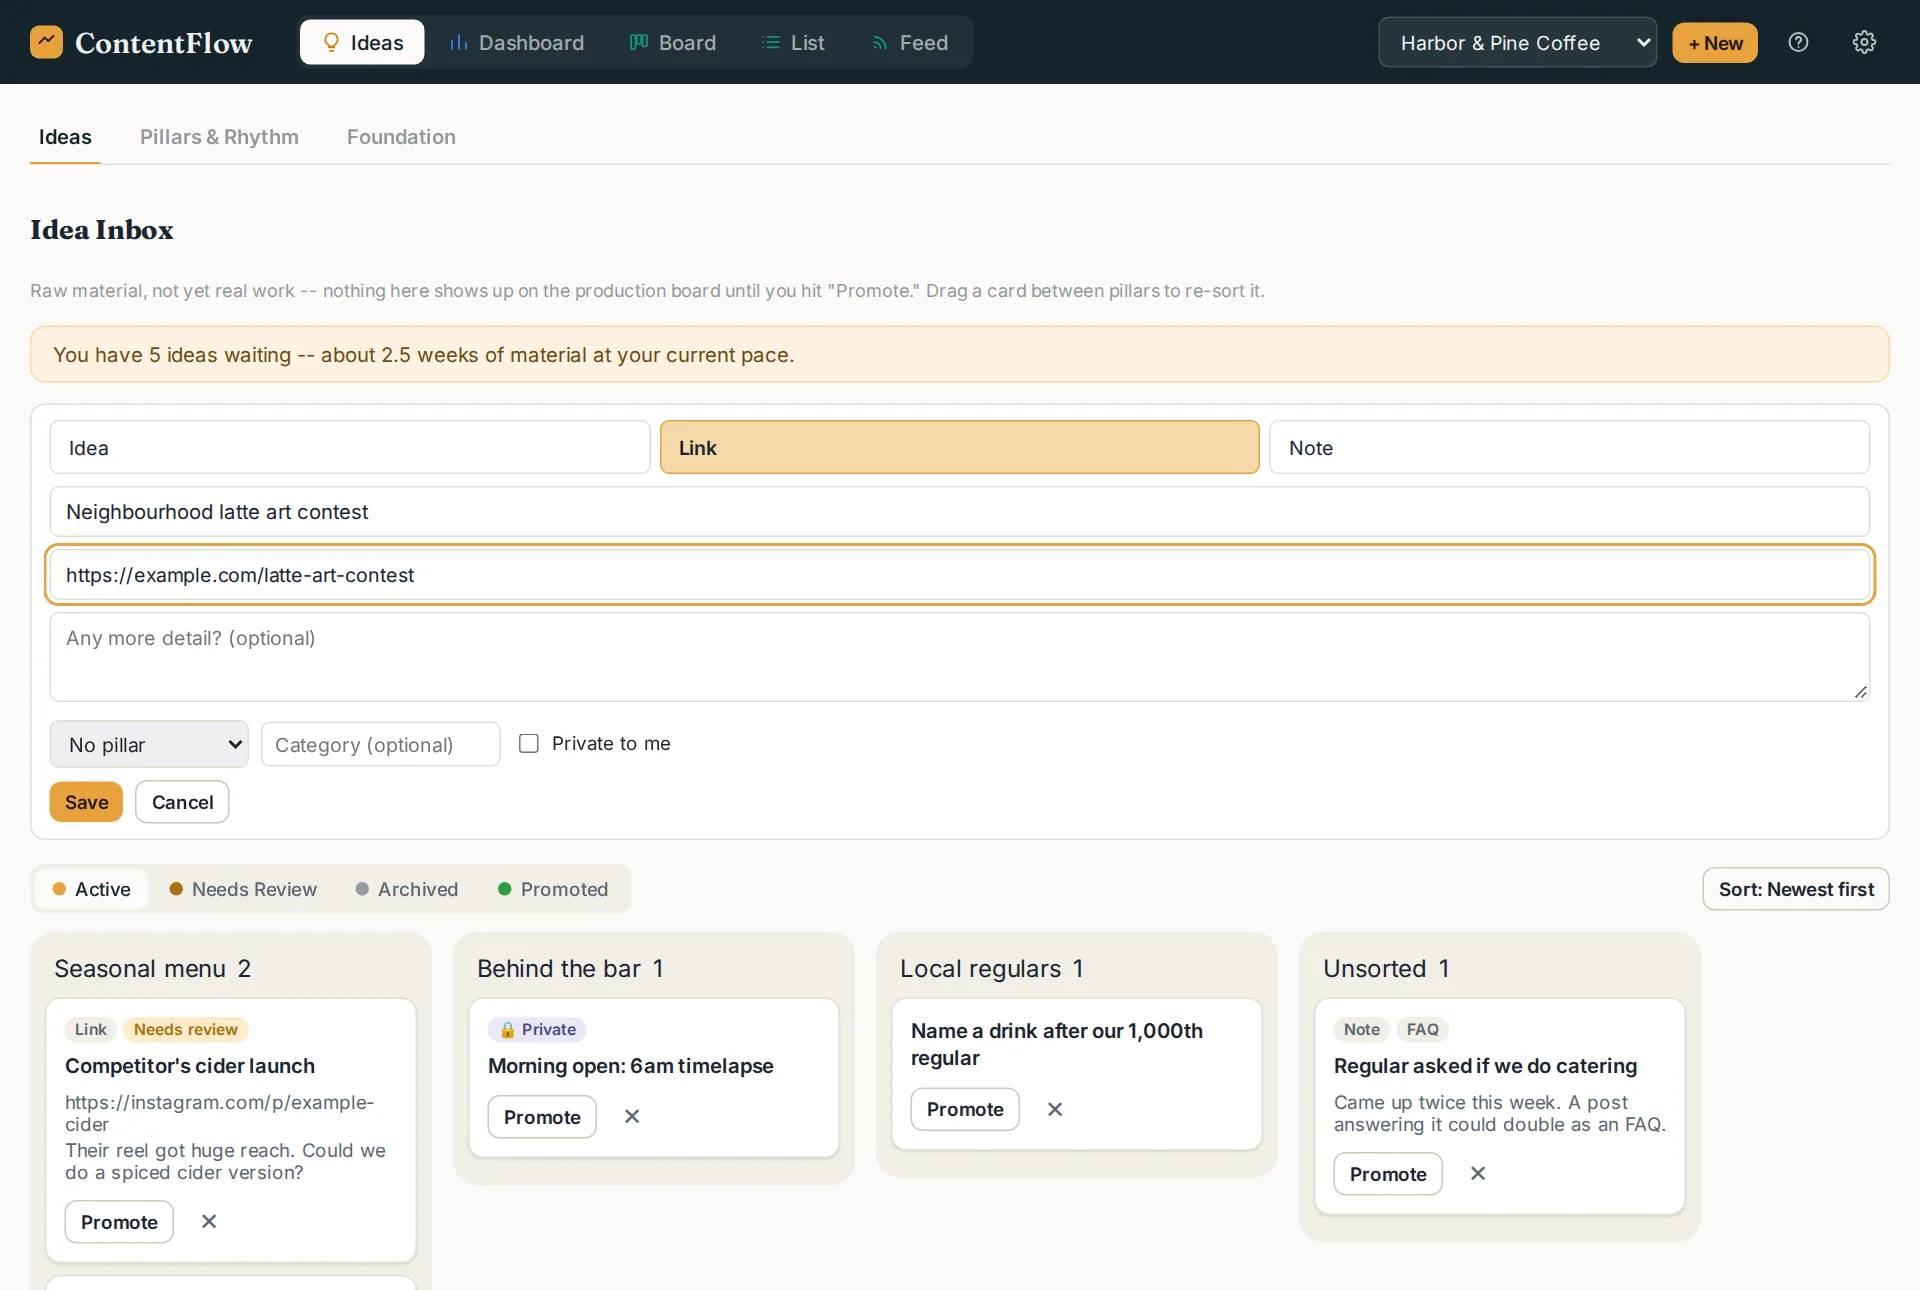 ContentFlow
Ideas
Dashboard
Board
List
Feed
Harbor & Pine Coffee
+ New
Ideas
Pillars & Rhythm
Foundation
Idea Inbox
Raw material, not yet real work -- nothing here shows up on the production board until you hit "Promote." Drag a card between pillars to re-sort it.
You have 5 ideas waiting -- about 2.5 weeks of material at your current pace.
Idea
Link
Note
Neighbourhood latte art contest
https://example.com/latte-art-contest
Any more detail? (optional)
No pillar
Category (optional)
Private to me
Save
Cancel
Active
Needs Review
Archived
Promoted
Sort: Newest first
Seasonal menu 2
Link
Needs review
Competitor's cider launch
https://instagram.com/p/example-
cider
Their reel got huge reach. Could we
do a spiced cider version?
Promote
Behind the bar 1
Private
Morning open: 6am timelapse
Promote
Local regulars 1
Name a drink after our 1,000th
regular
Promote
Unsorted 1
Note
FAQ
Regular asked if we do catering
Came up twice this week. A post
answering it could double as an FAQ.
Promote